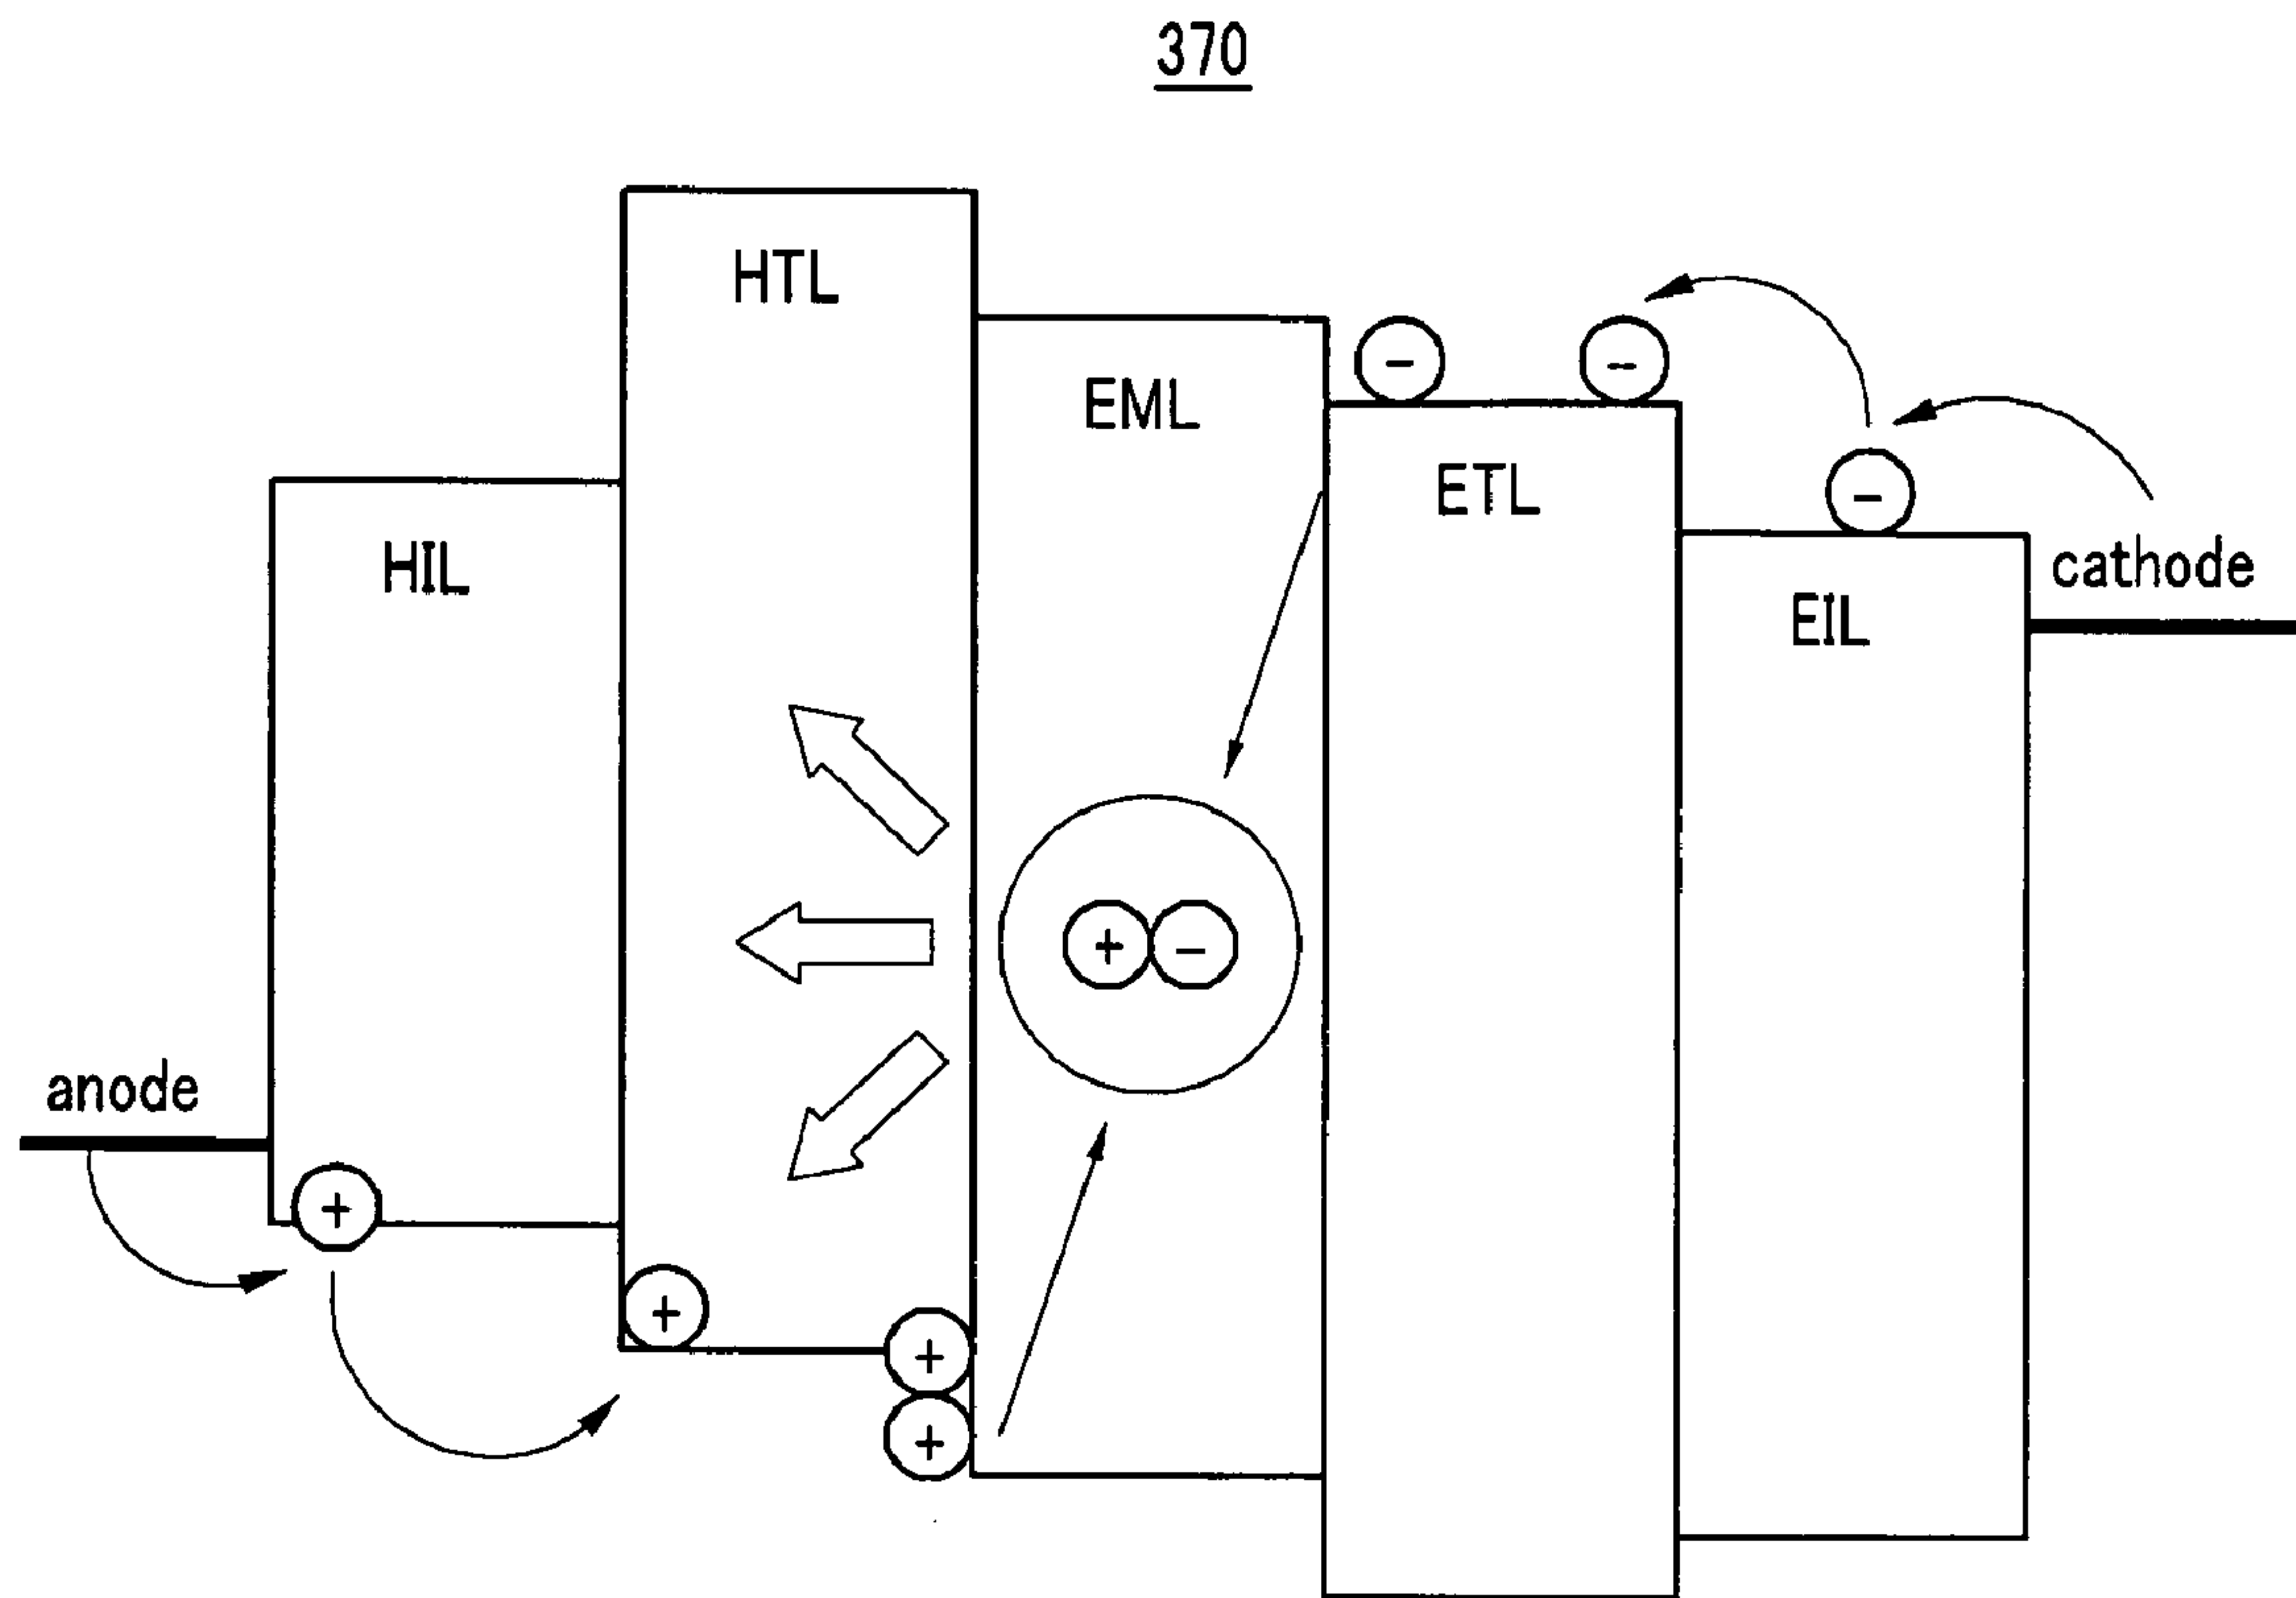 370
HTL
EML
ETL
HIL
cathode
EIL
anode
-
-
-
+
-
+
+
+
+